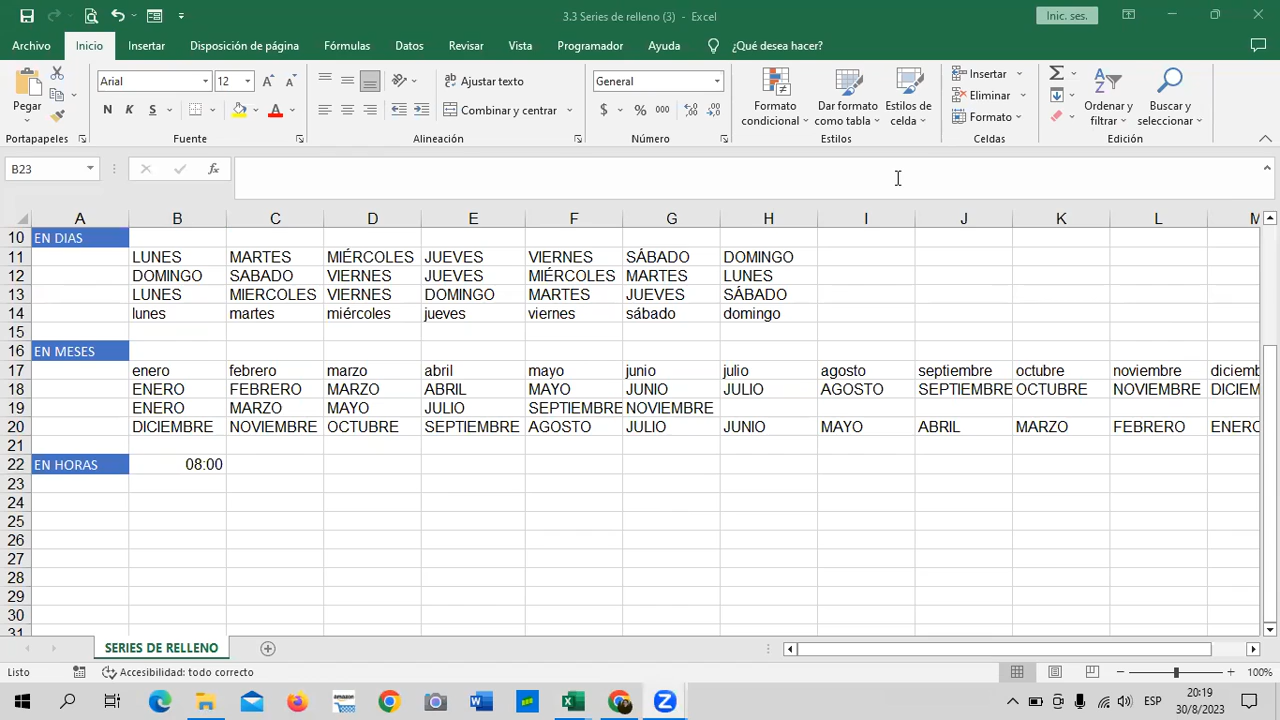 3.3 Series de relleno (3) - Excel
Inic. ses.
Archivo Inicio Insertar Disposición de página Fórmulas Datos Revisar Vista Programador Ayuda ¿Qué desea hacer?
Pegar
Portapapeles
Arial 12
N K S
Fuente
Ajustar texto
Combinar y centrar
Alineación
General
$ % 000
Número
Formato condicional
Dar formato como tabla
Estilos de celda
Estilos
Insertar
Eliminar
Formato
Celdas
Ordenar y filtrar
Buscar y seleccionar
Edición
B23 fx
A B C D E F G H I J K L M
10 EN DIAS
11 LUNES MARTES MIÉRCOLES JUEVES VIERNES SÁBADO DOMINGO
12 DOMINGO SABADO VIERNES JUEVES MIÉRCOLES MARTES LUNES
13 LUNES MIERCOLES VIERNES DOMINGO MARTES JUEVES SÁBADO
14 lunes martes miércoles jueves viernes sábado domingo
15
16 EN MESES
17 enero febrero marzo abril mayo junio julio agosto septiembre octubre noviembre diciemb
18 ENERO FEBRERO MARZO ABRIL MAYO JUNIO JULIO AGOSTO SEPTIEMBRE OCTUBRE NOVIEMBRE DICIEM
19 ENERO MARZO MAYO JULIO SEPTIEMBRE NOVIEMBRE
20 DICIEMBRE NOVIEMBRE OCTUBRE SEPTIEMBRE AGOSTO JULIO JUNIO MAYO ABRIL MARZO FEBRERO ENERO
21
22 EN HORAS 08:00
23
24
25
26
27
28
29
30
31
SERIES DE RELLENO
Listo Accesibilidad: todo correcto 100%
ESP 20:19
30/8/2023